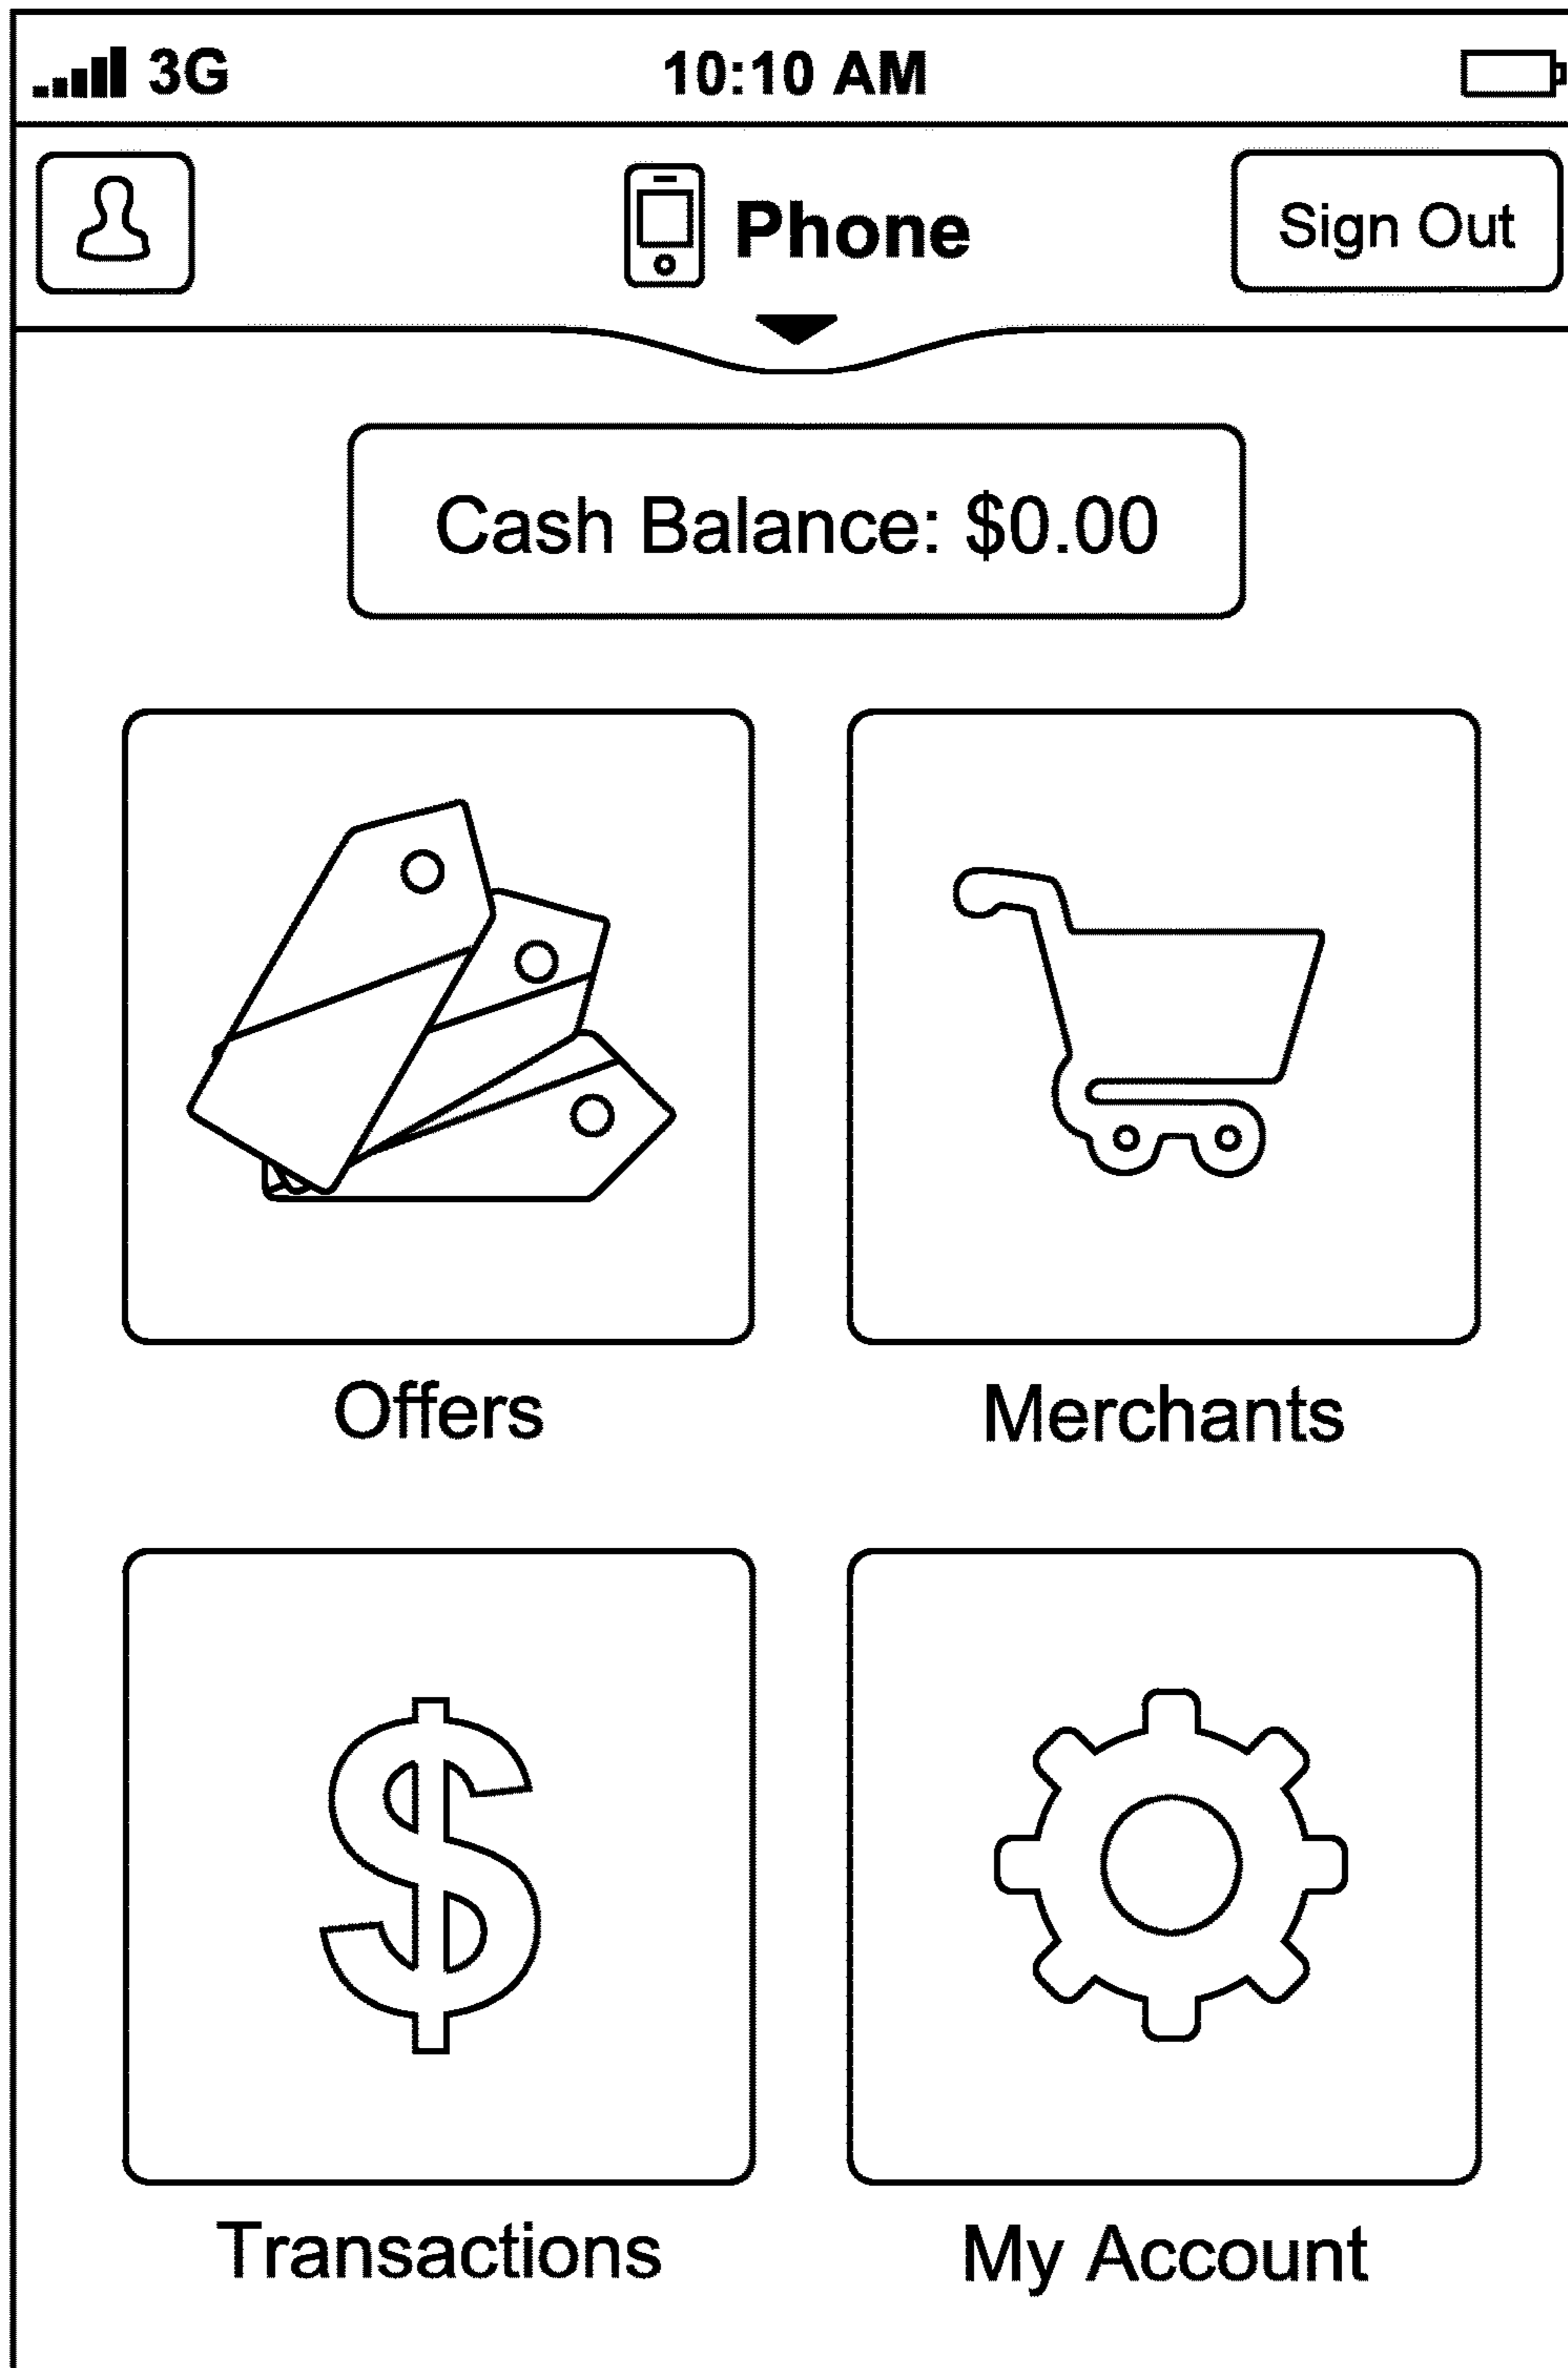 3G 10:10 AM
Phone Sign Out
Cash Balance: $0.00
Offers Merchants
$
Transactions My Account